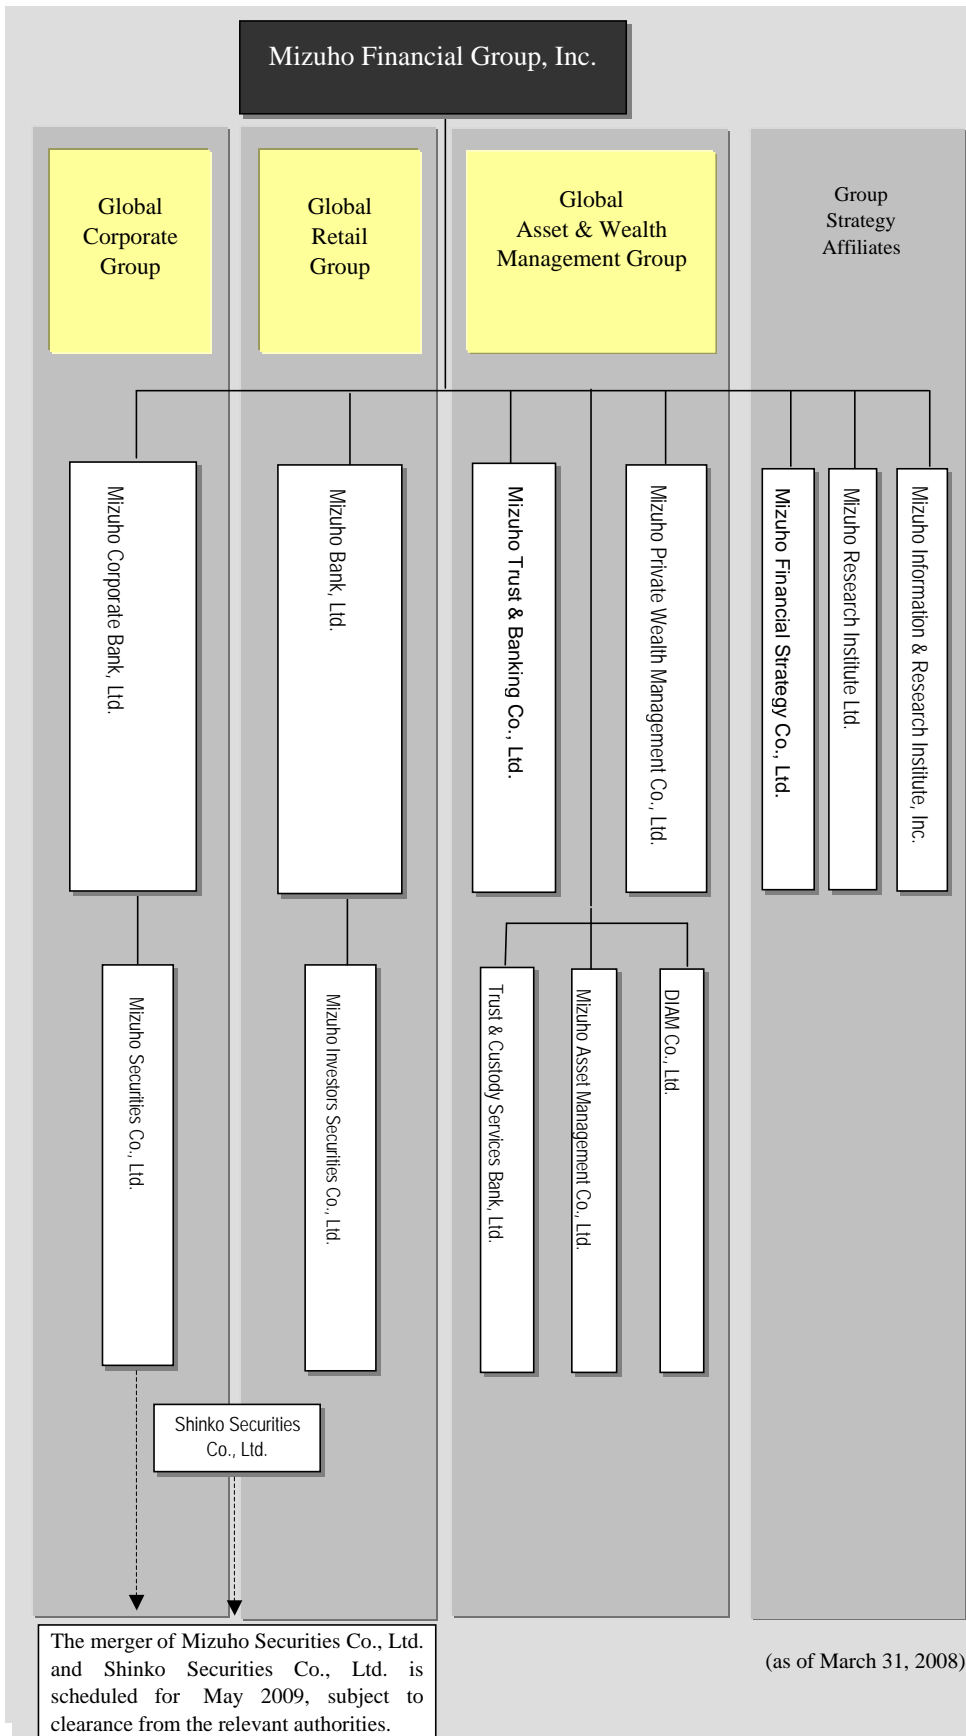 Mizuho Financial Group, Inc.
Global
Corporate
Group
Global
Retail
Group
Global
Asset & Wealth
Management Group
Group
Strategy
Affiliates
Mizuho Corporate Bank, Ltd.
Mizuho Bank, Ltd.
Mizuho Trust & Banking Co., Ltd.
Mizuho Private Wealth Management Co., Ltd.
Mizuho Financial Strategy Co., Ltd.
Mizuho Research Institute Ltd.
Mizuho Information & Research Institute, Inc.
Mizuho Securities Co., Ltd.
Mizuho Investors Securities Co., Ltd.
Trust & Custody Services Bank, Ltd.
Mizuho Asset Management Co., Ltd.
DIAM Co., Ltd.
Shinko Securities
Co., Ltd.
The merger of Mizuho Securities Co., Ltd.
and Shinko Securities Co., Ltd. is
scheduled for May 2009, subject to
clearance from the relevant authorities.
(as of March 31, 2008)